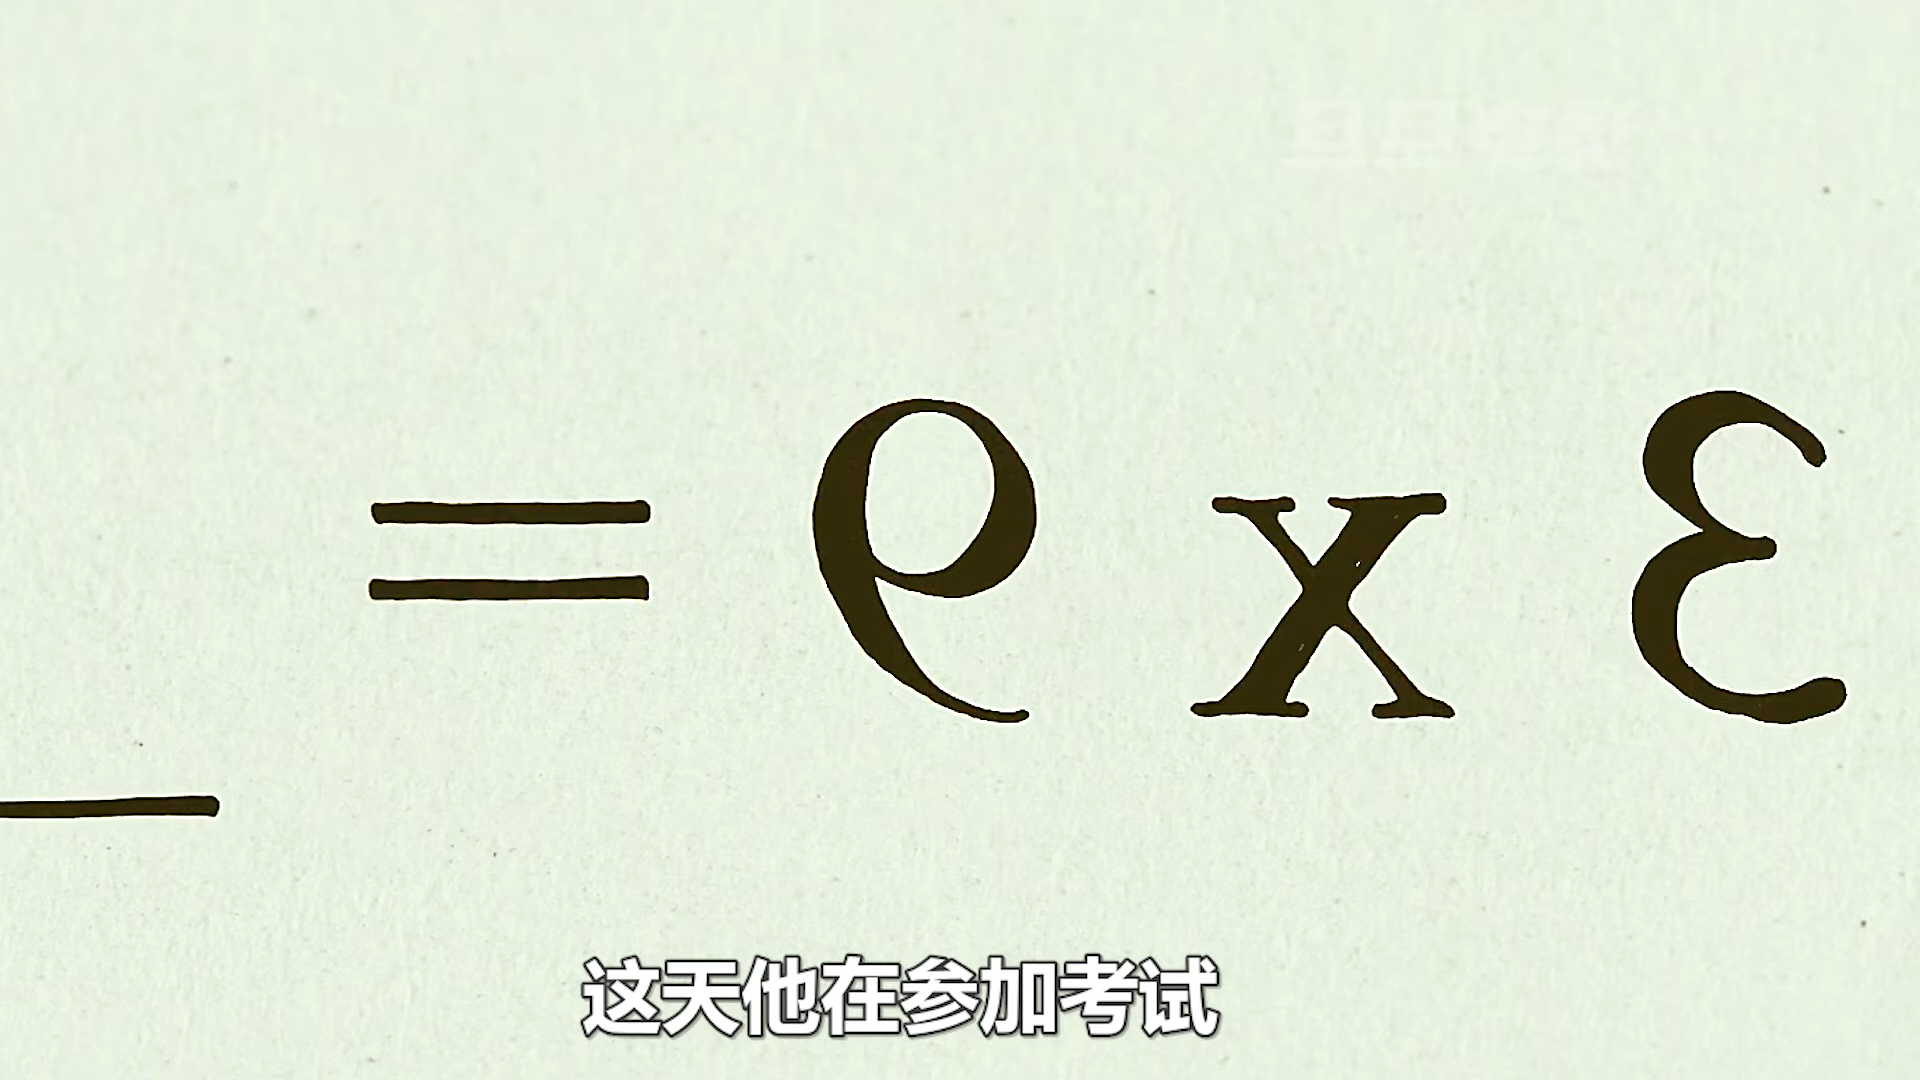 3 x 9 = _
这天他在参加考试